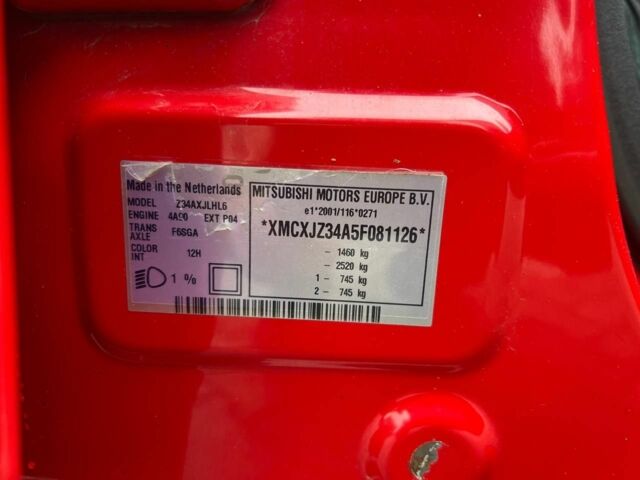 Made in the Netherlands
MODEL Z34AXJLHL6
ENGINE 4A90 EXT P04
TRANS AXLE F6SGA
COLOR INT 12H
1 %
MITSUBISHI MOTORS EUROPE B.V.
e1*2001/116*0271
*XMCXJZ34A5F081126*
- 1460 kg
- 2520 kg
1 - 745 kg
2 - 745 kg